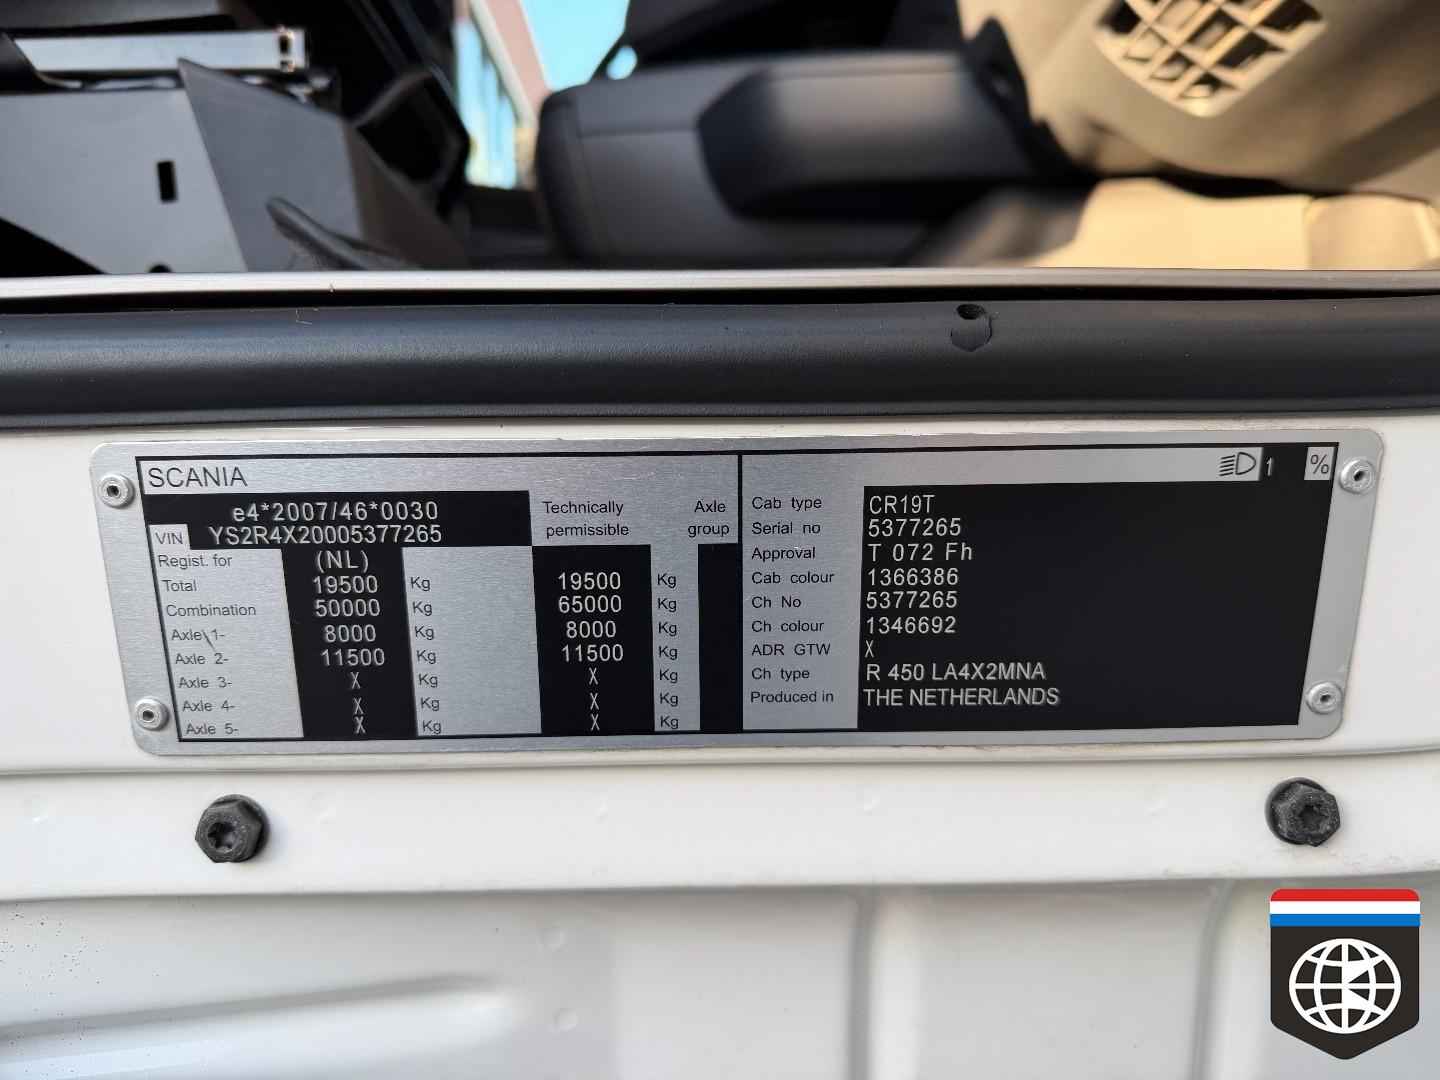 SCANIA
e4*2007/46*0030
VIN YS2R4X20005377265
Technically permissible
Axle group
Regist. for (NL)
Total 19500 Kg 19500 Kg
Combination 50000 Kg 65000 Kg
Axle 1- 8000 Kg 8000 Kg
Axle 2- 11500 Kg 11500 Kg
Axle 3- X Kg X Kg
Axle 4- X Kg X Kg
Axle 5- X Kg X Kg
1 %
Cab type CR19T
Serial no 5377265
Approval T 072 Fh
Cab colour 1366386
Ch No 5377265
Ch colour 1346692
ADR GTW X
Ch type R 450 LA4X2MNA
Produced in THE NETHERLANDS